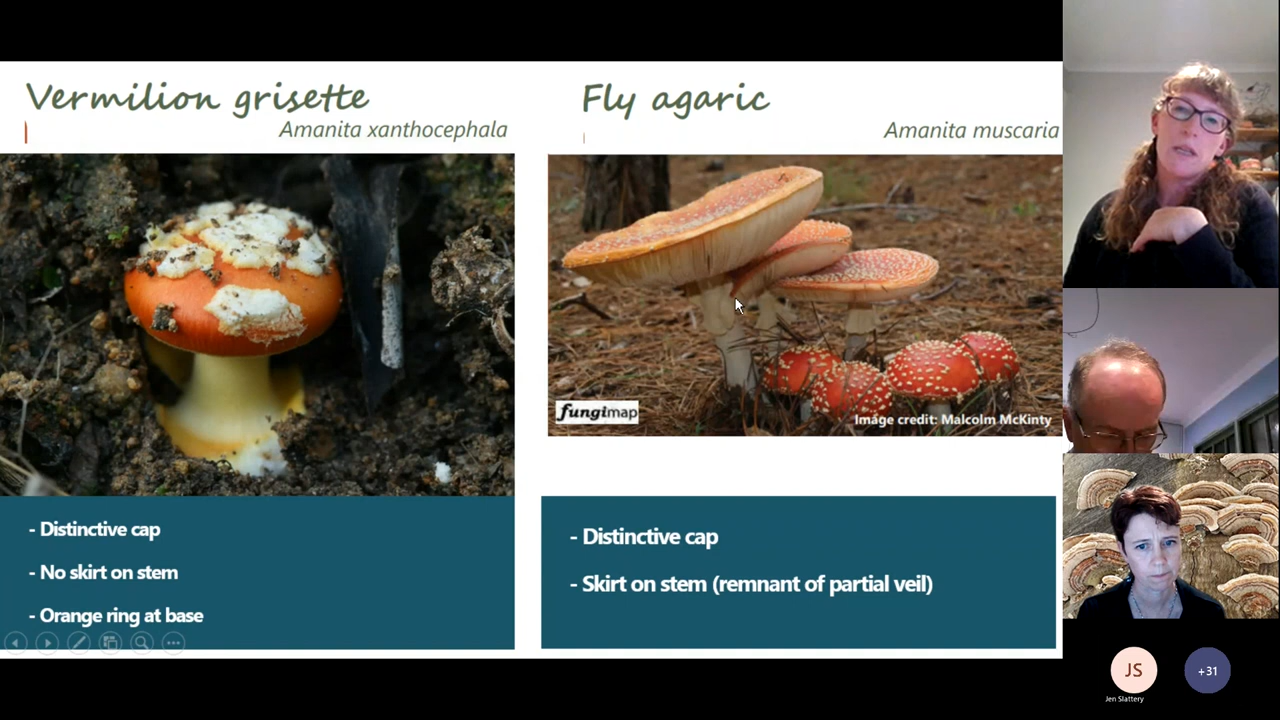 Vermilion grisette
Amanita xanthocephala
Fly agaric
Amanita muscaria
fungimap
Image credit: Malcolm McKinty
- Distinctive cap
- No skirt on stem
- Orange ring at base
- Distinctive cap
- Skirt on stem (remnant of partial veil)
JS
Jen Slattery
+31